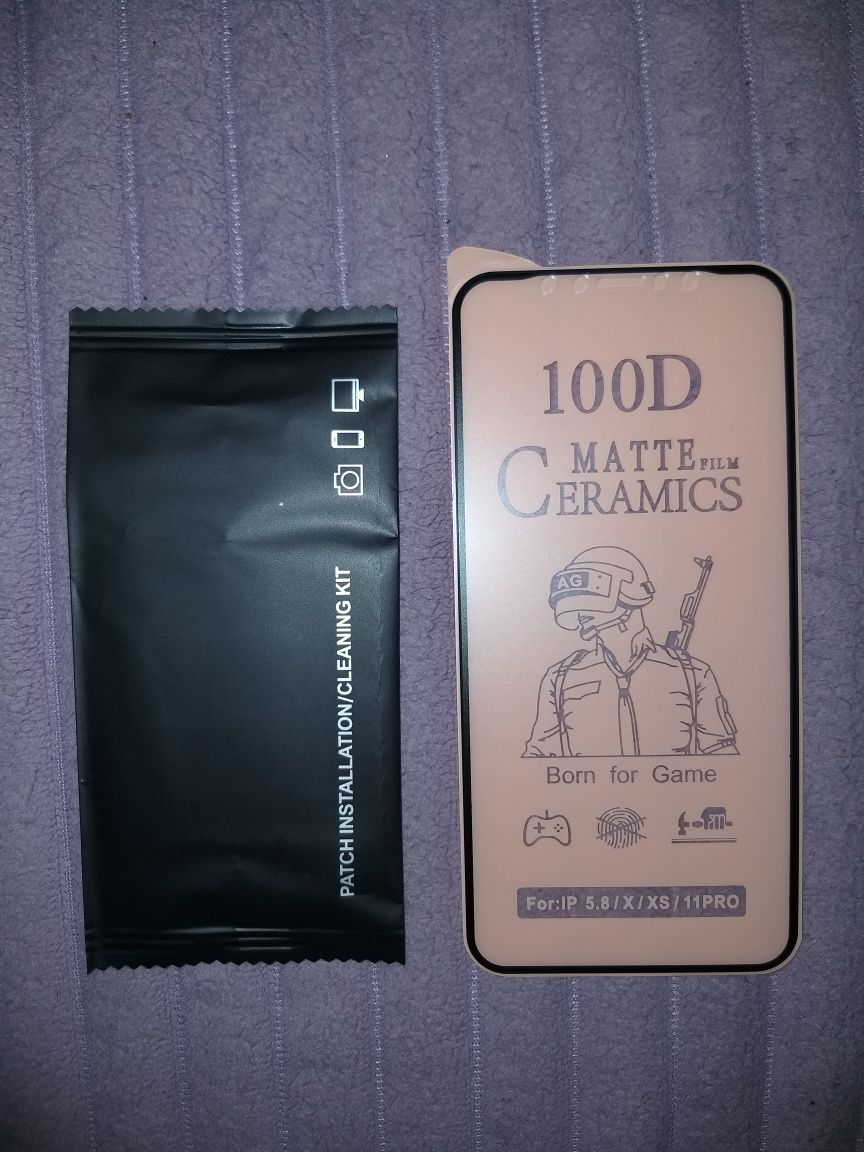 PATCH INSTALLATION/CLEANING KIT
100D
MATTE FILM
CERAMICS
AG
Born for Game
For:IP 5.8/X/XS/11PRO